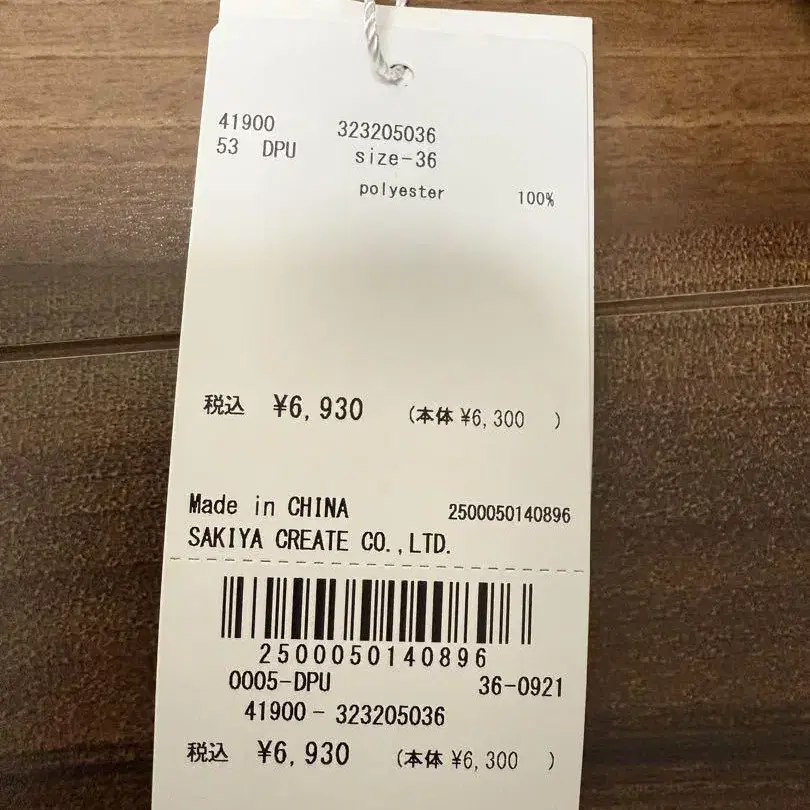 41900 323205036
53 DPU size-36
polyester 100%
税込 ¥6,930 (本体 ¥6,300 )
Made in CHINA 2500050140896
SAKIYA CREATE CO.,LTD.
2500050140896
0005-DPU 36-0921
41900 - 323205036
税込 ¥6,930 (本体 ¥6,300 )